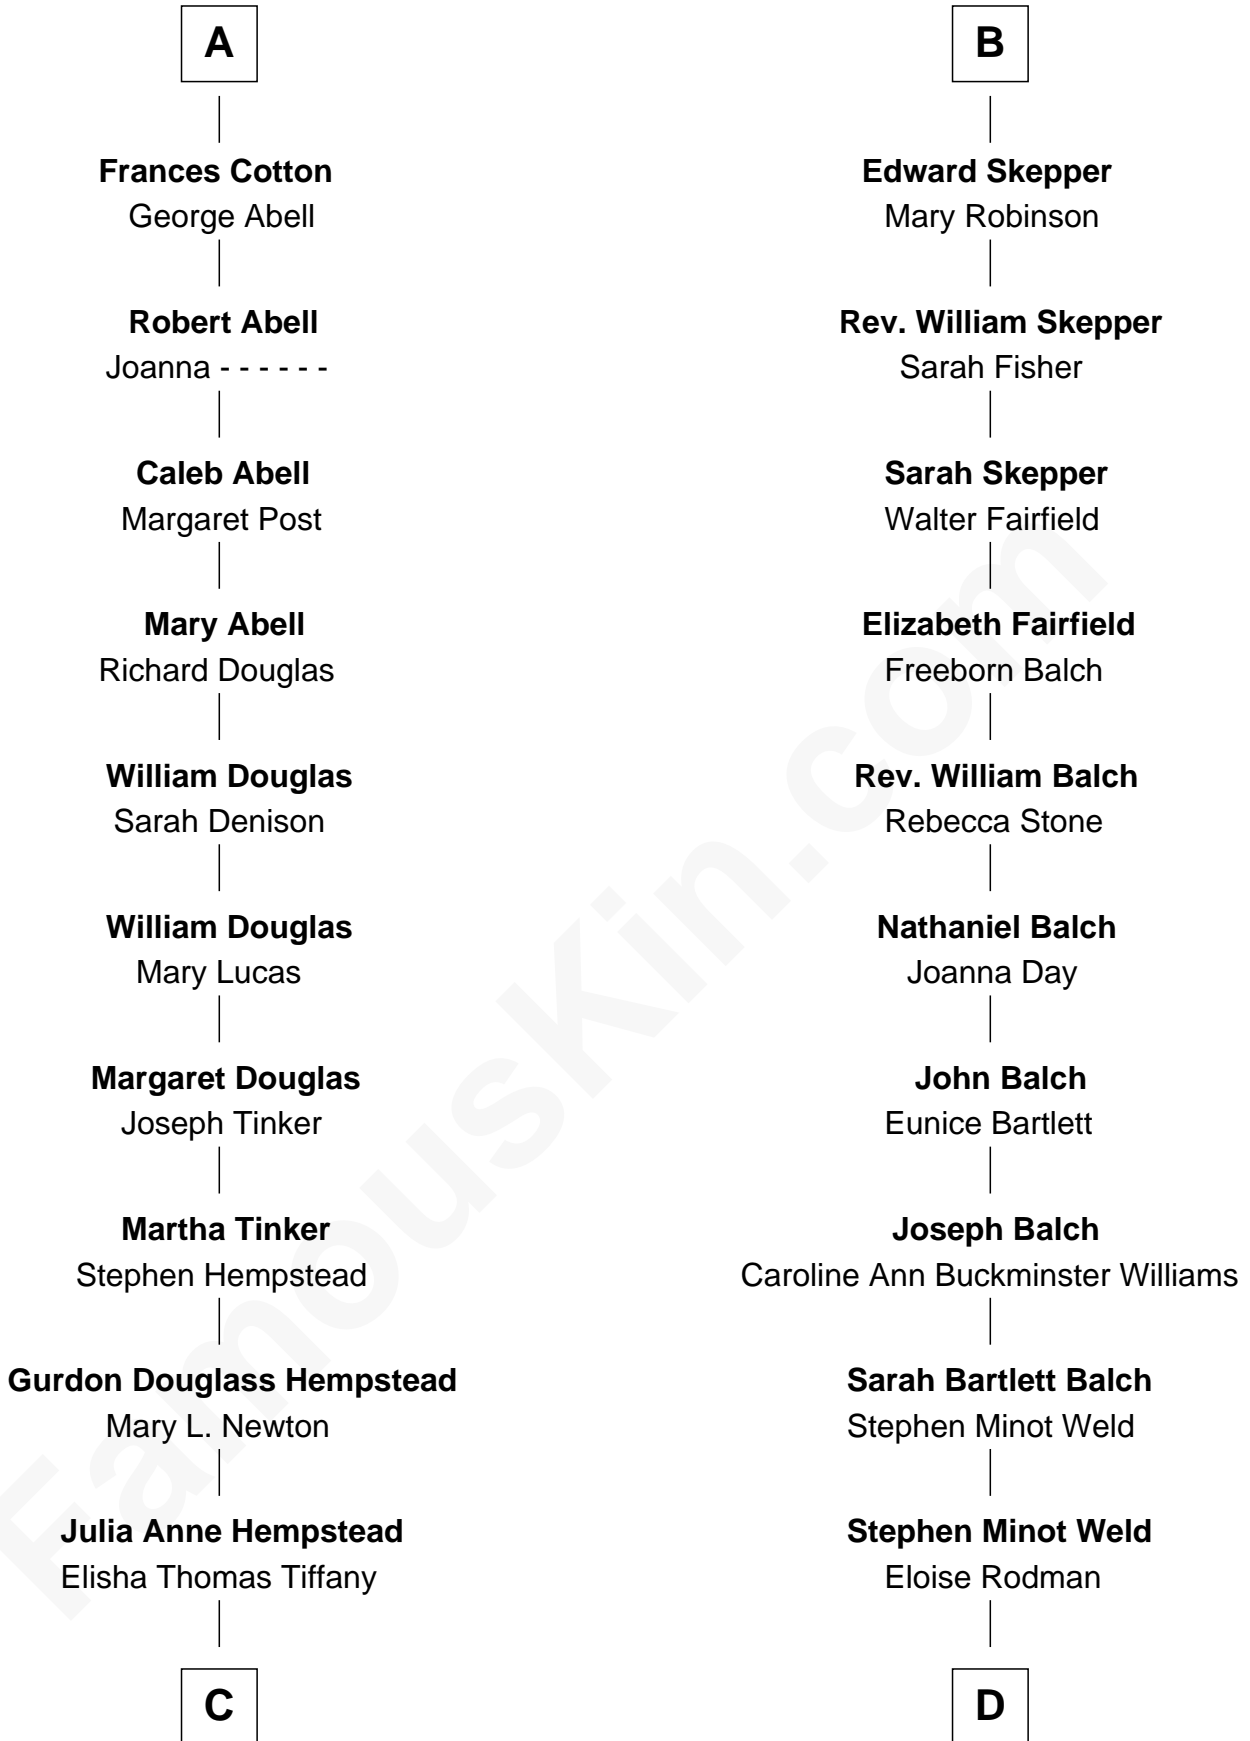 A
Frances Cotton
George Abell
Robert Abell
Joanna - - - - - -
Caleb Abell
Margaret Post
Mary Abell
Richard Douglas
William Douglas
Sarah Denison
William Douglas
Mary Lucas
Margaret Douglas
Joseph Tinker
Martha Tinker
Stephen Hempstead
Gurdon Douglass Hempstead
Mary L. Newton
Julia Anne Hempstead
Elisha Thomas Tiffany
C
B
Edward Skepper
Mary Robinson
Rev. William Skepper
Sarah Fisher
Sarah Skepper
Walter Fairfield
Elizabeth Fairfield
Freeborn Balch
Rev. William Balch
Rebecca Stone
Nathaniel Balch
Joanna Day
John Balch
Eunice Bartlett
Joseph Balch
Caroline Ann Buckminster Williams
Sarah Bartlett Balch
Stephen Minot Weld
Stephen Minot Weld
Eloise Rodman
D
FamousKin.com